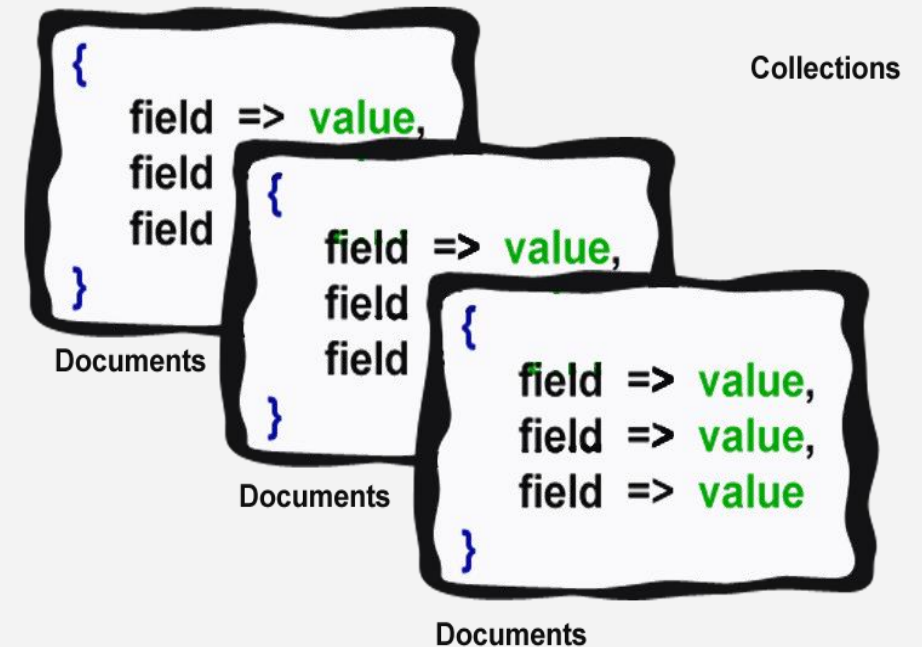 Collections
{
field => value,
field
field
}
Documents
{
field => value,
field
field
}
Documents
{
field => value,
field => value,
field => value
}
Documents